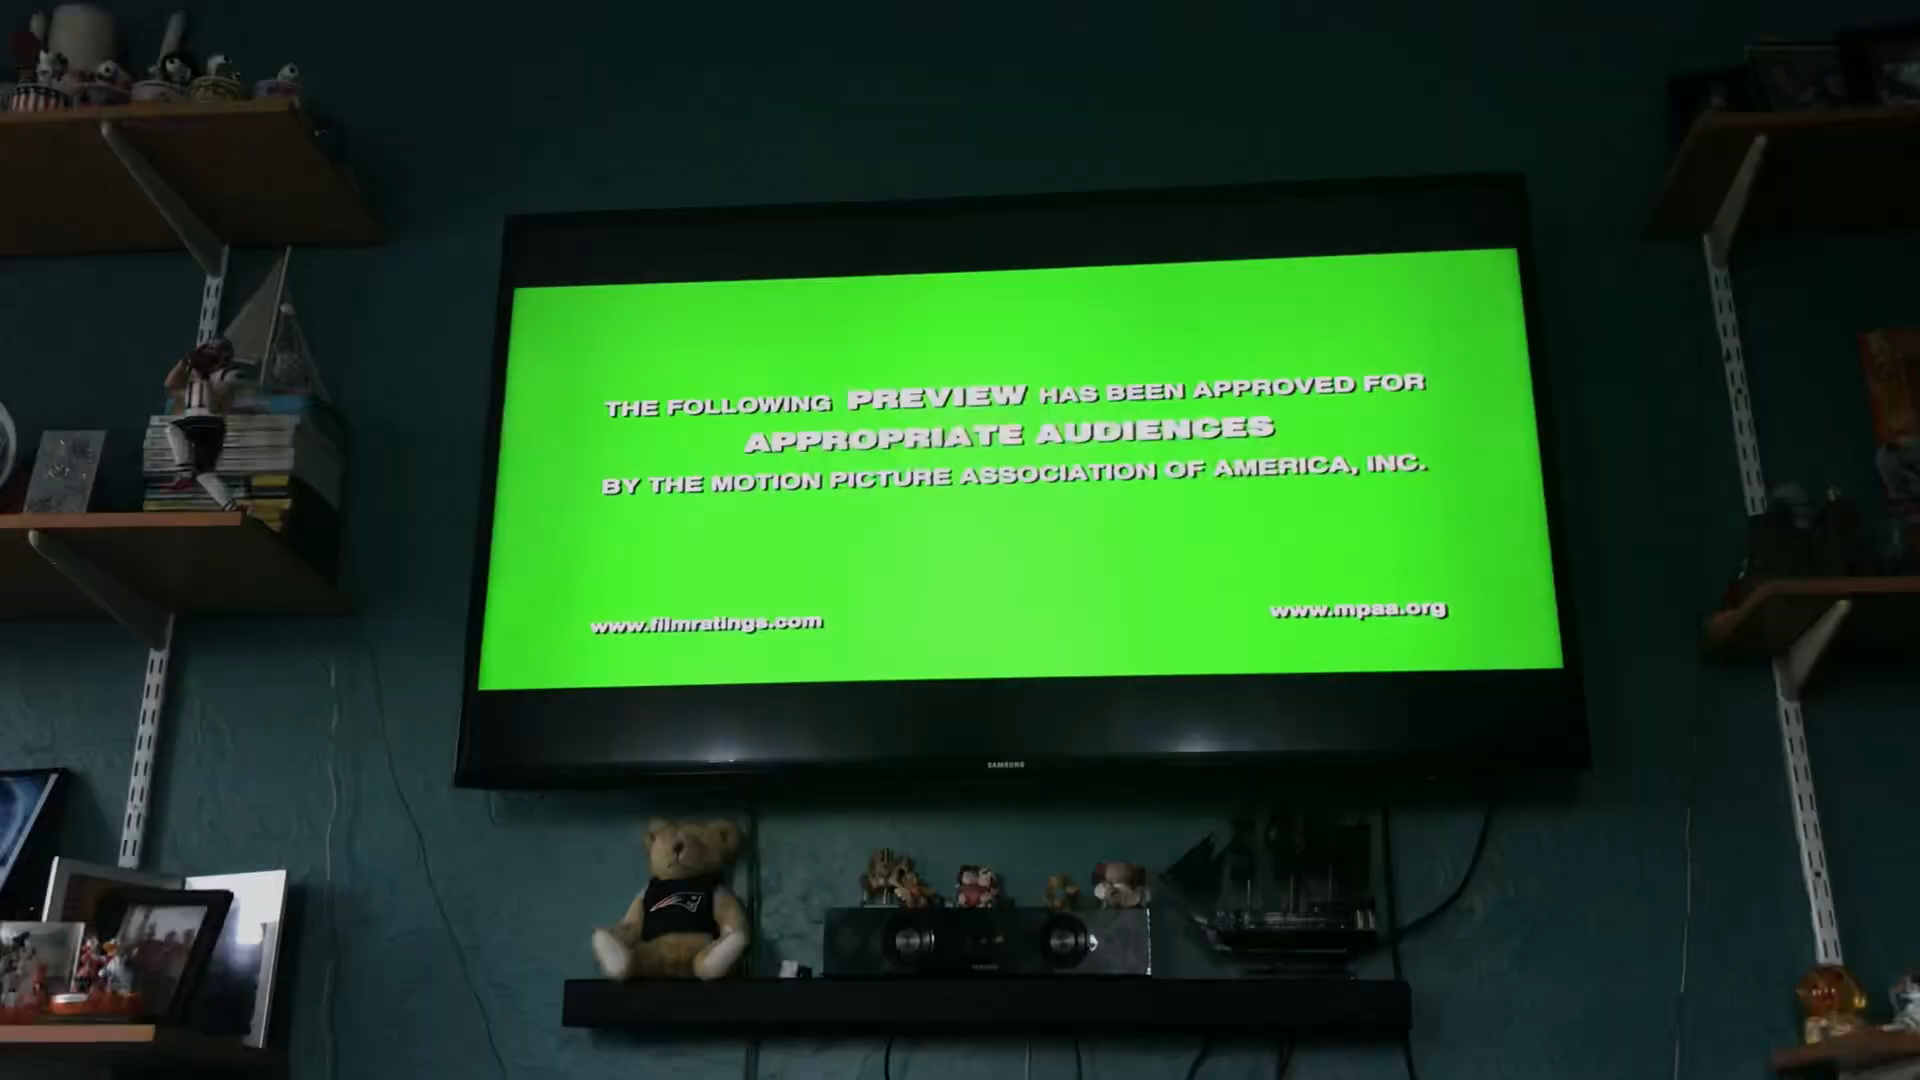 THE FOLLOWING PREVIEW HAS BEEN APPROVED FOR
APPROPRIATE AUDIENCES
BY THE MOTION PICTURE ASSOCIATION OF AMERICA, INC.
www.filmratings.com
www.mpaa.org
SAMSUNG